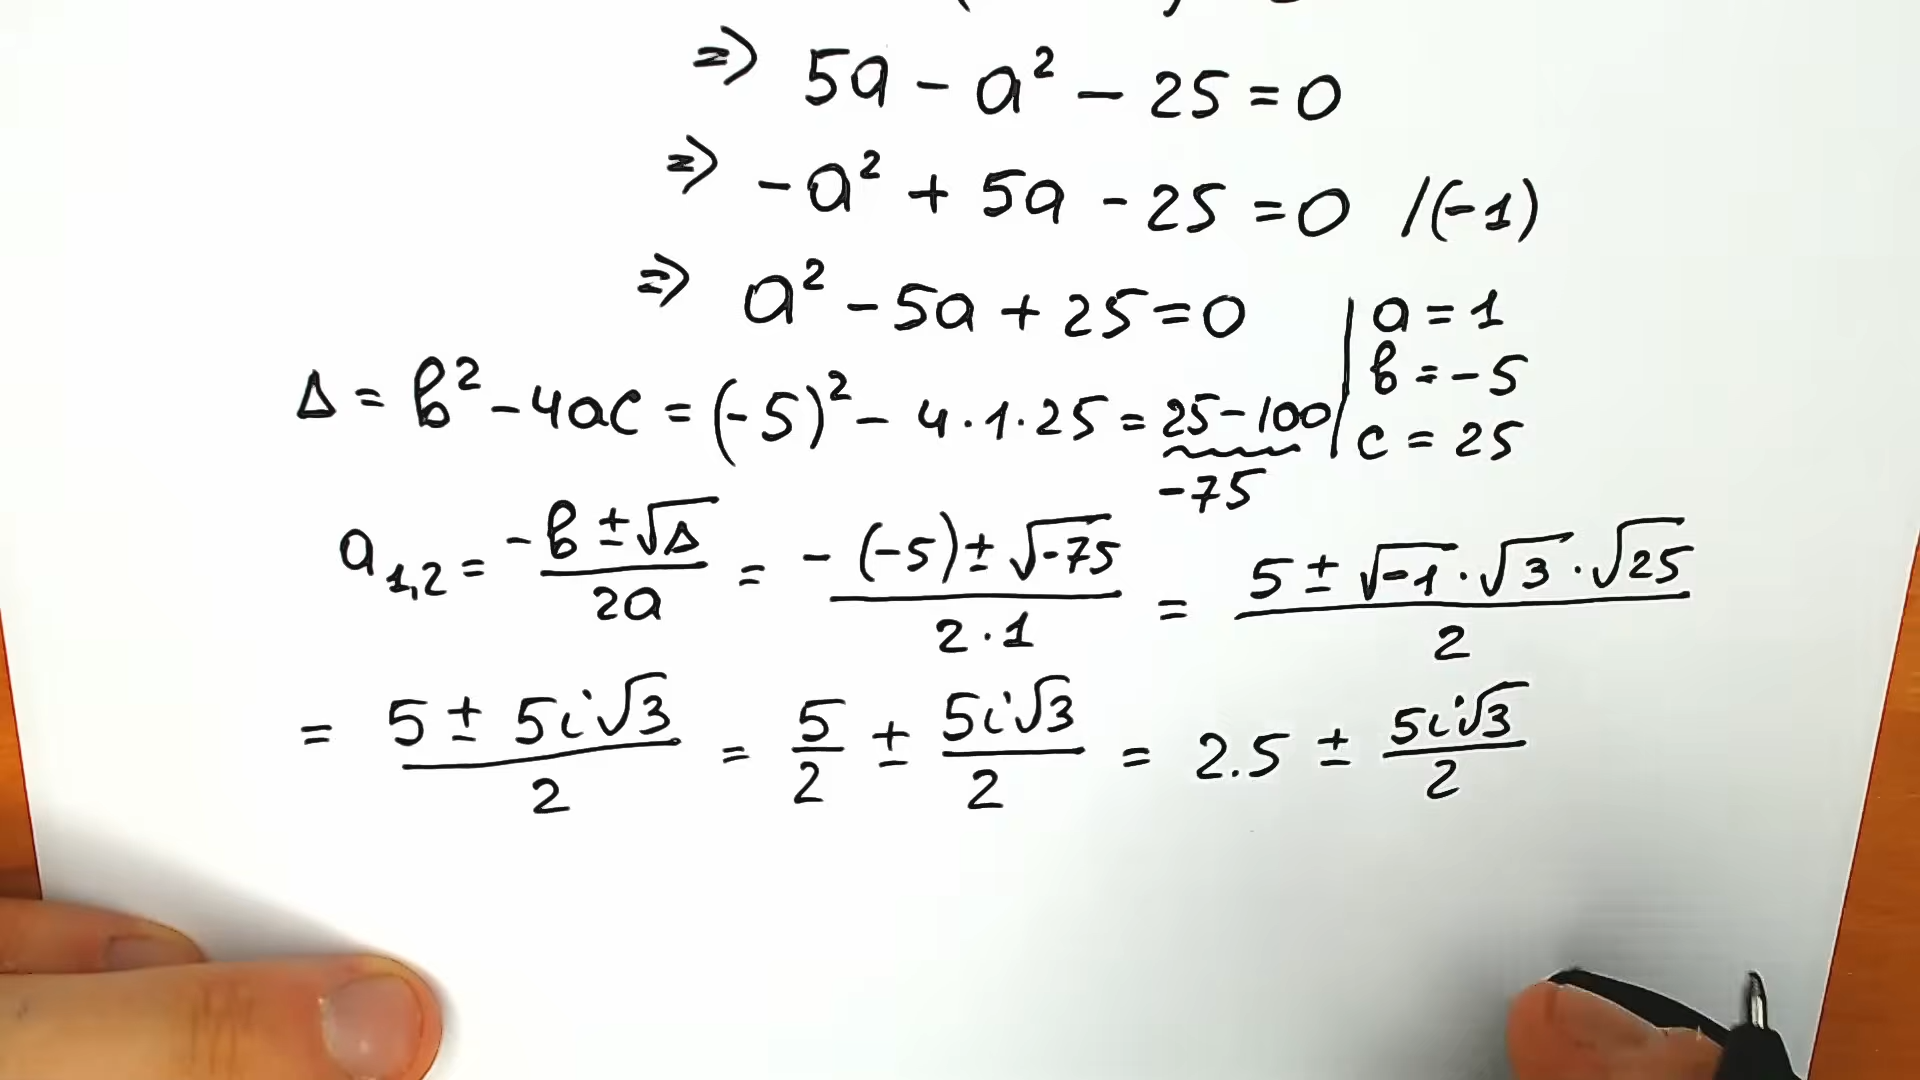 => 5a - a² - 25 = 0
=> -a² + 5a - 25 = 0 /(-1)
=> a² - 5a + 25 = 0 | a = 1
b = -5
Δ = b² - 4ac = (-5)² - 4·1·25 = 25 - 100 | c = 25
-75
a₁,₂ = (-b ± √Δ)/(2a) = (-(-5) ± √-75)/(2·1) = (5 ± √-1 · √3 · √25)/2
= (5 ± 5i√3)/2 = 5/2 ± (5i√3)/2 = 2.5 ± (5i√3)/2